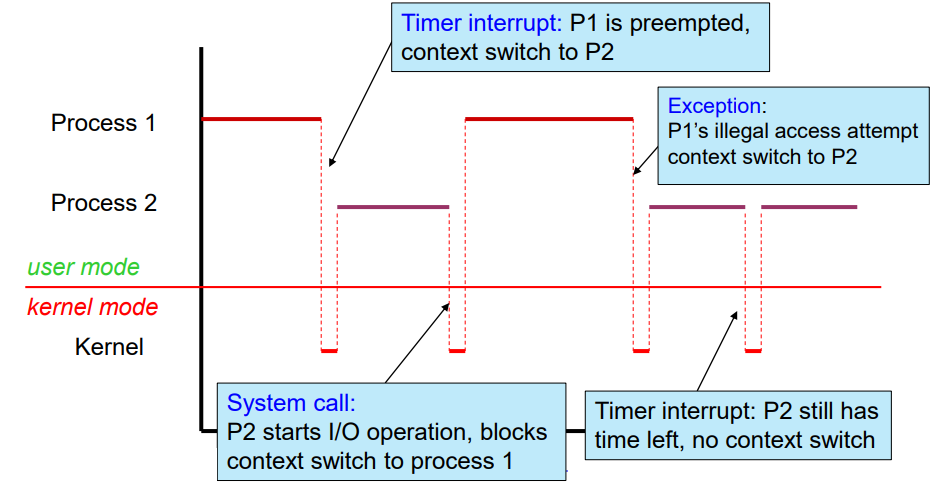 Timer interrupt: P1 is preempted,
context switch to P2
Process 1
Exception:
P1's illegal access attempt
context switch to P2
Process 2
user mode
kernel mode
Kernel
System call:
P2 starts I/O operation, blocks
context switch to process 1
Timer interrupt: P2 still has
time left, no context switch